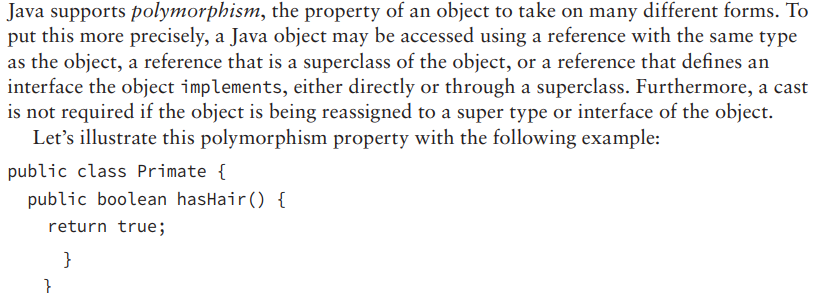 Java supports polymorphism, the property of an object to take on many different forms. To
put this more precisely, a Java object may be accessed using a reference with the same type
as the object, a reference that is a superclass of the object, or a reference that defines an
interface the object implements, either directly or through a superclass. Furthermore, a cast
is not required if the object is being reassigned to a super type or interface of the object.
Let’s illustrate this polymorphism property with the following example:
public class Primate {
public boolean hasHair() {
return true;
}
}